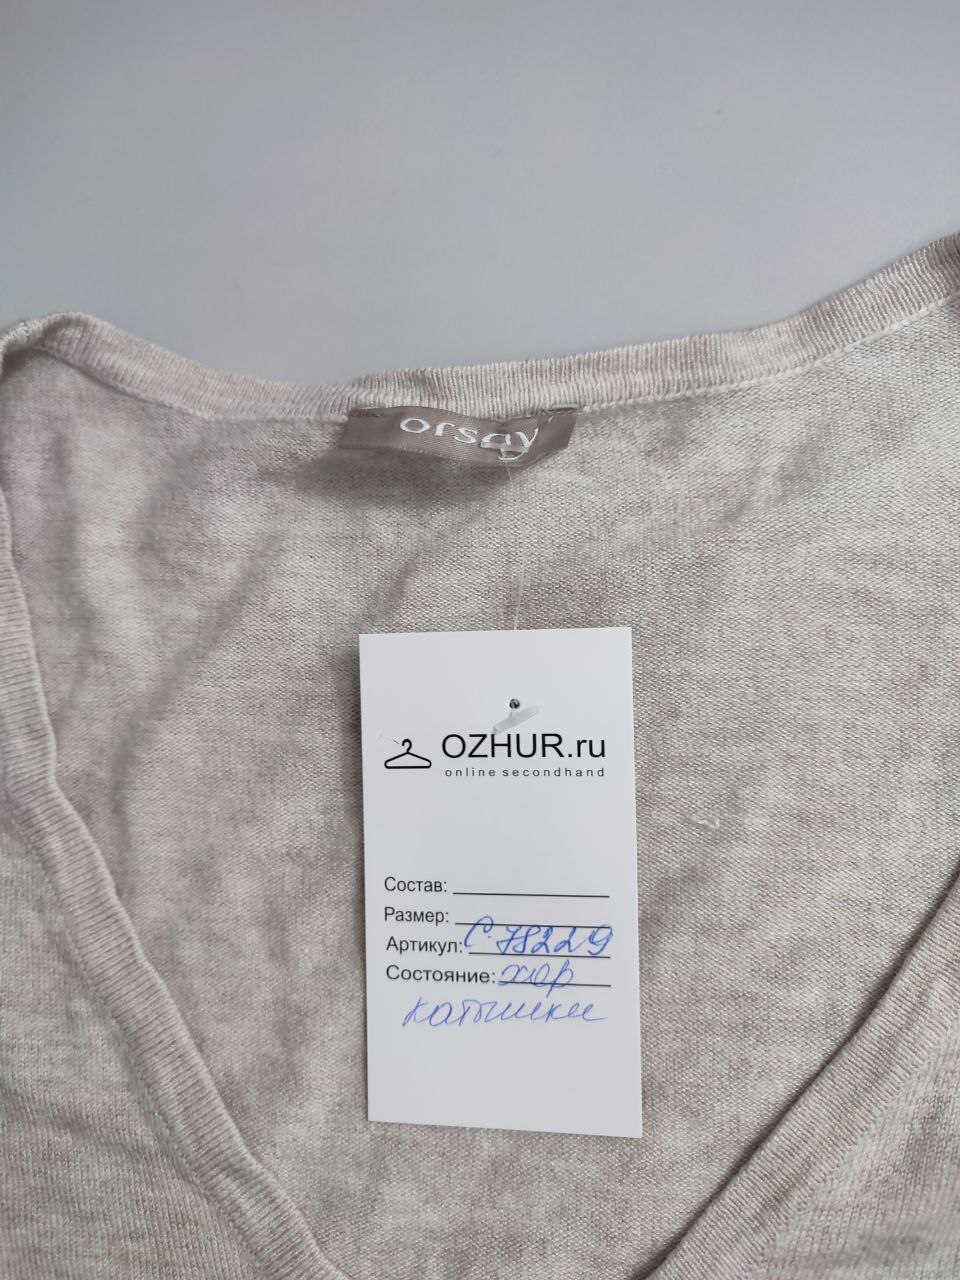 orsay
OZHUR.ru
online secondhand
Состав:
Размер:
Артикул: С78229
Состояние: хор
катышки